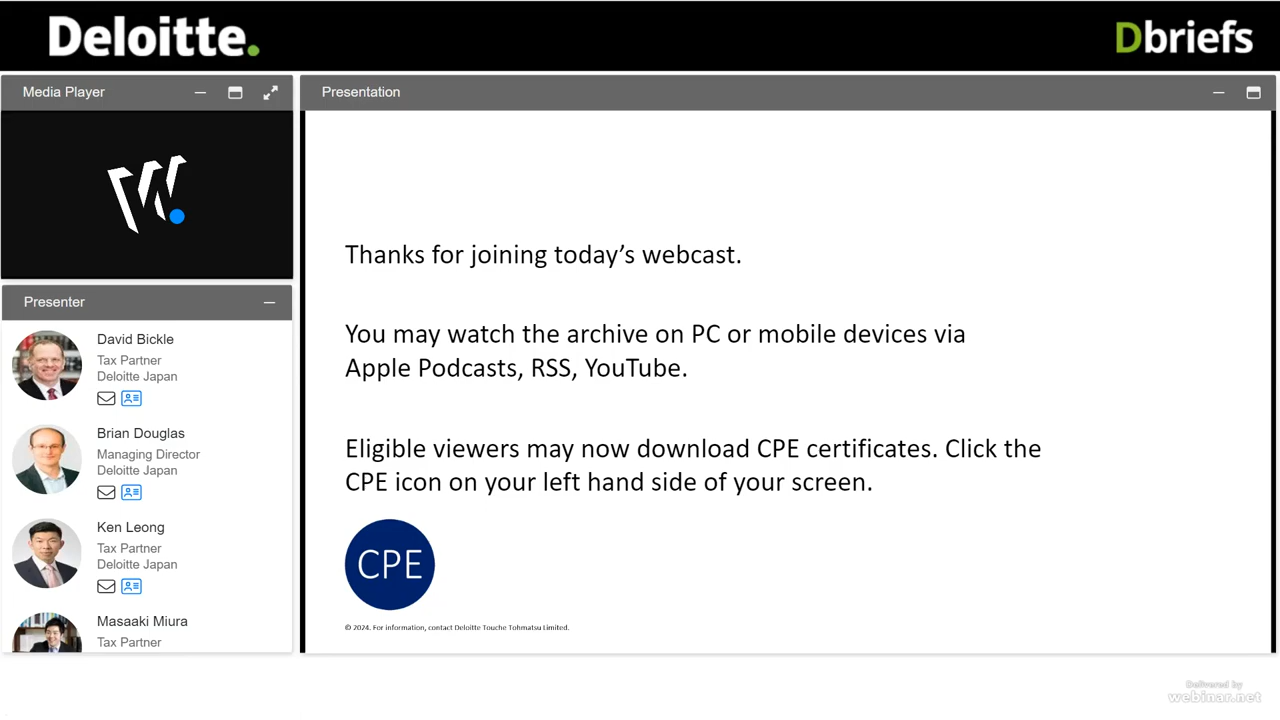 Deloitte.
Dbriefs
Media Player
Presentation
Thanks for joining today’s webcast.
You may watch the archive on PC or mobile devices via
Apple Podcasts, RSS, YouTube.
Eligible viewers may now download CPE certificates. Click the
CPE icon on your left hand side of your screen.
CPE
© 2024. For information, contact Deloitte Touche Tohmatsu Limited.
Presenter
David Bickle
Tax Partner
Deloitte Japan
Brian Douglas
Managing Director
Deloitte Japan
Ken Leong
Tax Partner
Deloitte Japan
Masaaki Miura
Tax Partner
Delivered by
webinar.net